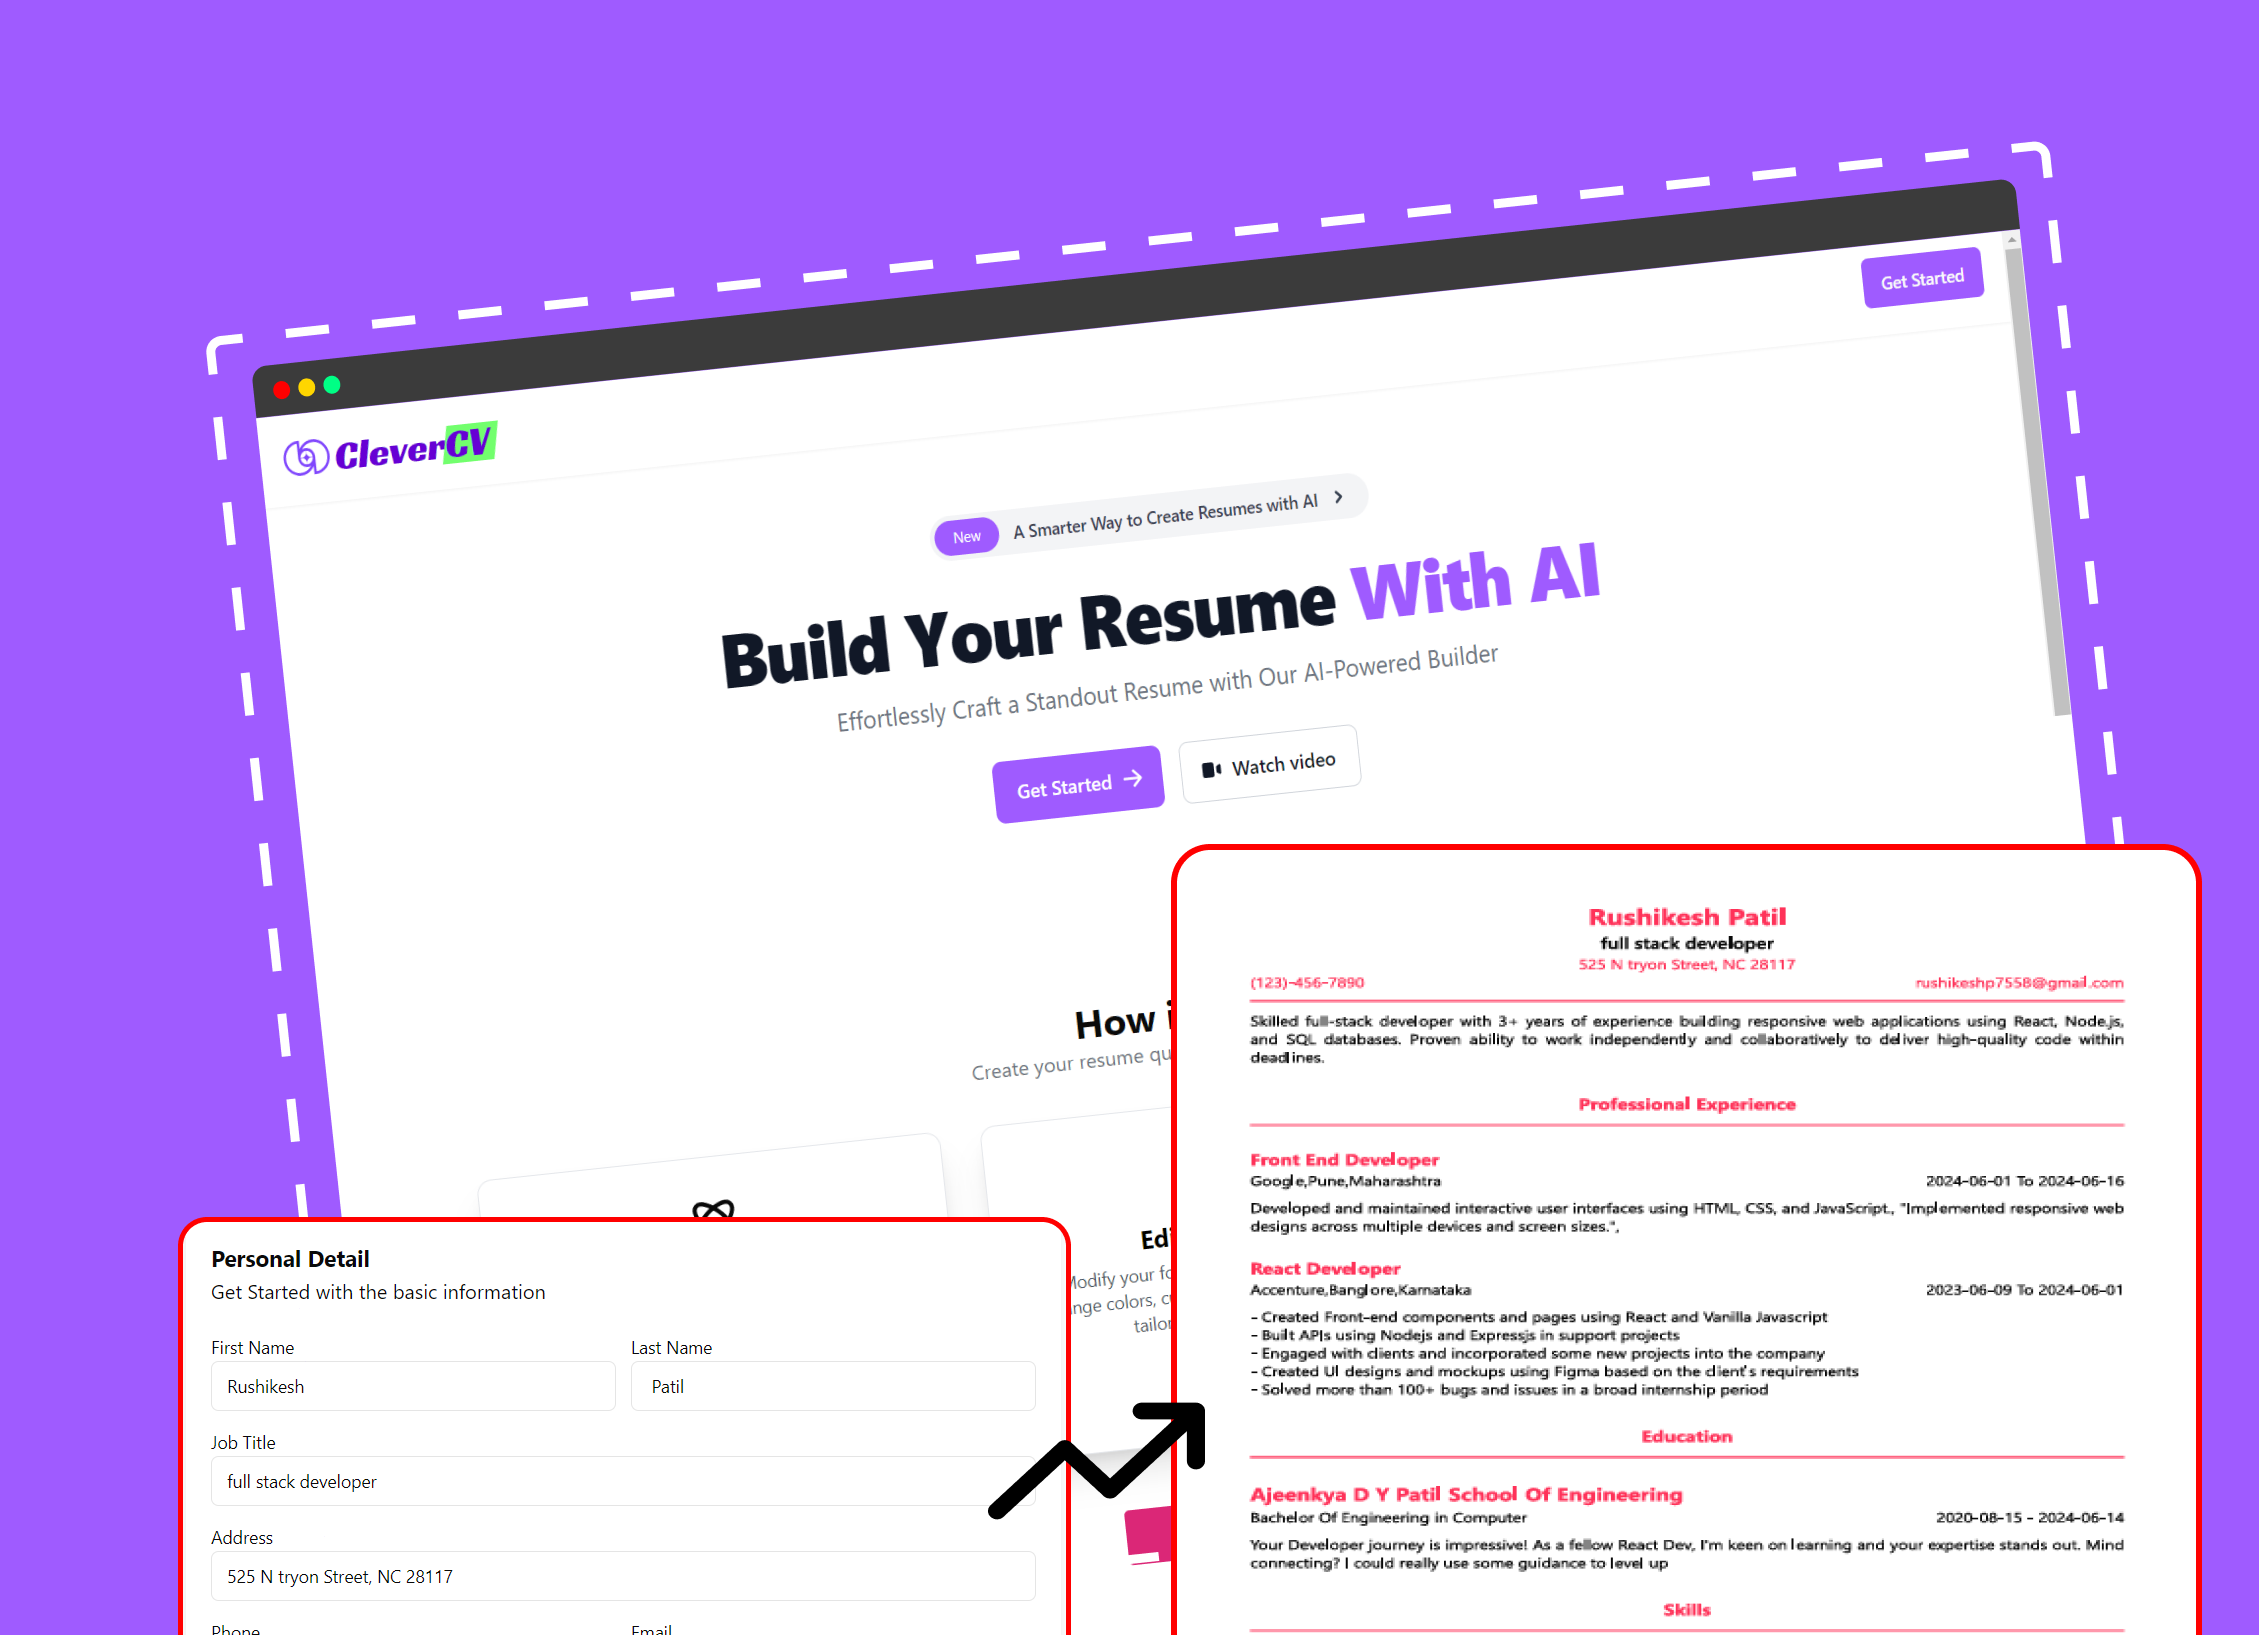 CleverCV
Get Started
New A Smarter Way to Create Resumes with AI
Build Your Resume With AI
Effortlessly Craft a Standout Resume with Our AI-Powered Builder
Get Started
Watch video
How i
Create your resume qu
Edi
Modify your fo
nge colors, cu
tailor
Personal Detail
Get Started with the basic information
First Name
Last Name
Rushikesh
Patil
Job Title
full stack developer
Address
525 N tryon Street, NC 28117
Phone
Email
Rushikesh Patil
full stack developer
525 N tryon Street, NC 28117
(123)-456-7890
rushikeshp7558@gmail.com
Skilled full-stack developer with 3+ years of experience building responsive web applications using React, Node.js,
and SQL databases. Proven ability to work independently and collaboratively to deliver high-quality code within
deadlines.
Professional Experience
Front End Developer
Google,Pune,Maharashtra
2024-06-01 To 2024-06-16
Developed and maintained interactive user interfaces using HTML, CSS, and JavaScript., "Implemented responsive web
designs across multiple devices and screen sizes.",
React Developer
Accenture,Banglore,Karnataka
2023-06-09 To 2024-06-01
- Created Front-end components and pages using React and Vanilla Javascript
- Built APIs using Nodejs and Expressjs in support projects
- Engaged with clients and incorporated some new projects into the company
- Created UI designs and mockups using Figma based on the client's requirements
- Solved more than 100+ bugs and issues in a broad internship period
Education
Ajeenkya D Y Patil School Of Engineering
Bachelor Of Engineering in Computer
2020-08-15 - 2024-06-14
Your Developer journey is impressive! As a fellow React Dev, I'm keen on learning and your expertise stands out. Mind
connecting? I could really use some guidance to level up
Skills